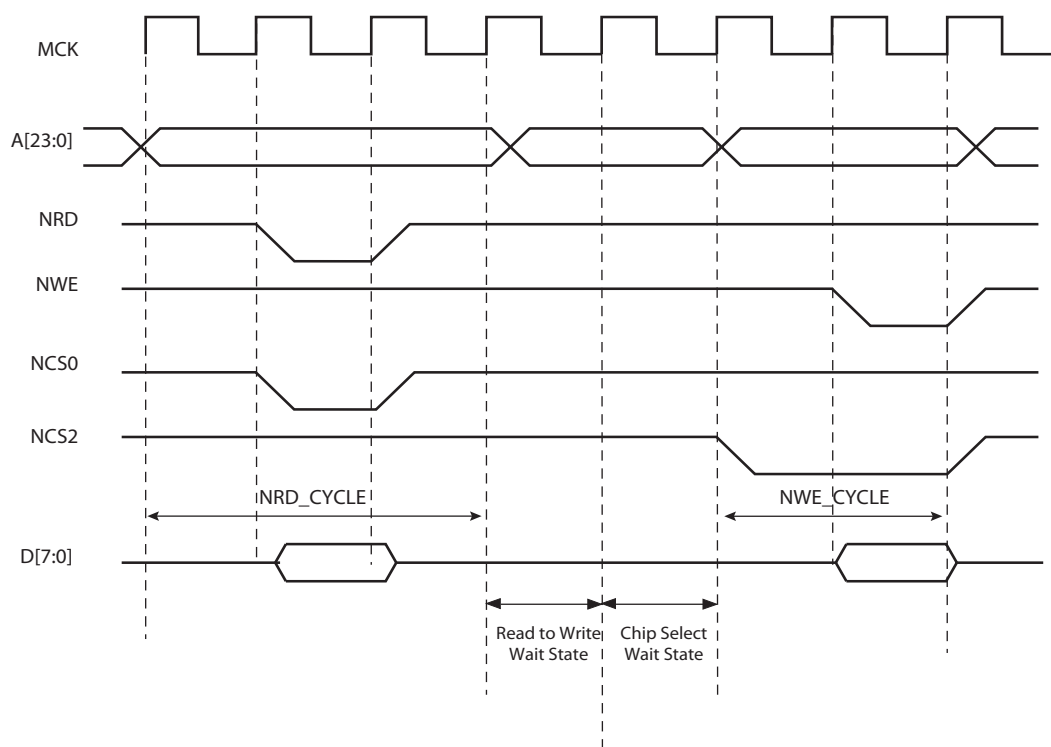 MCK
A[23:0]
NRD
NWE
NCS0
NCS2
NRD_CYCLE
NWE_CYCLE
D[7:0]
Read to Write
Wait State
Chip Select
Wait State